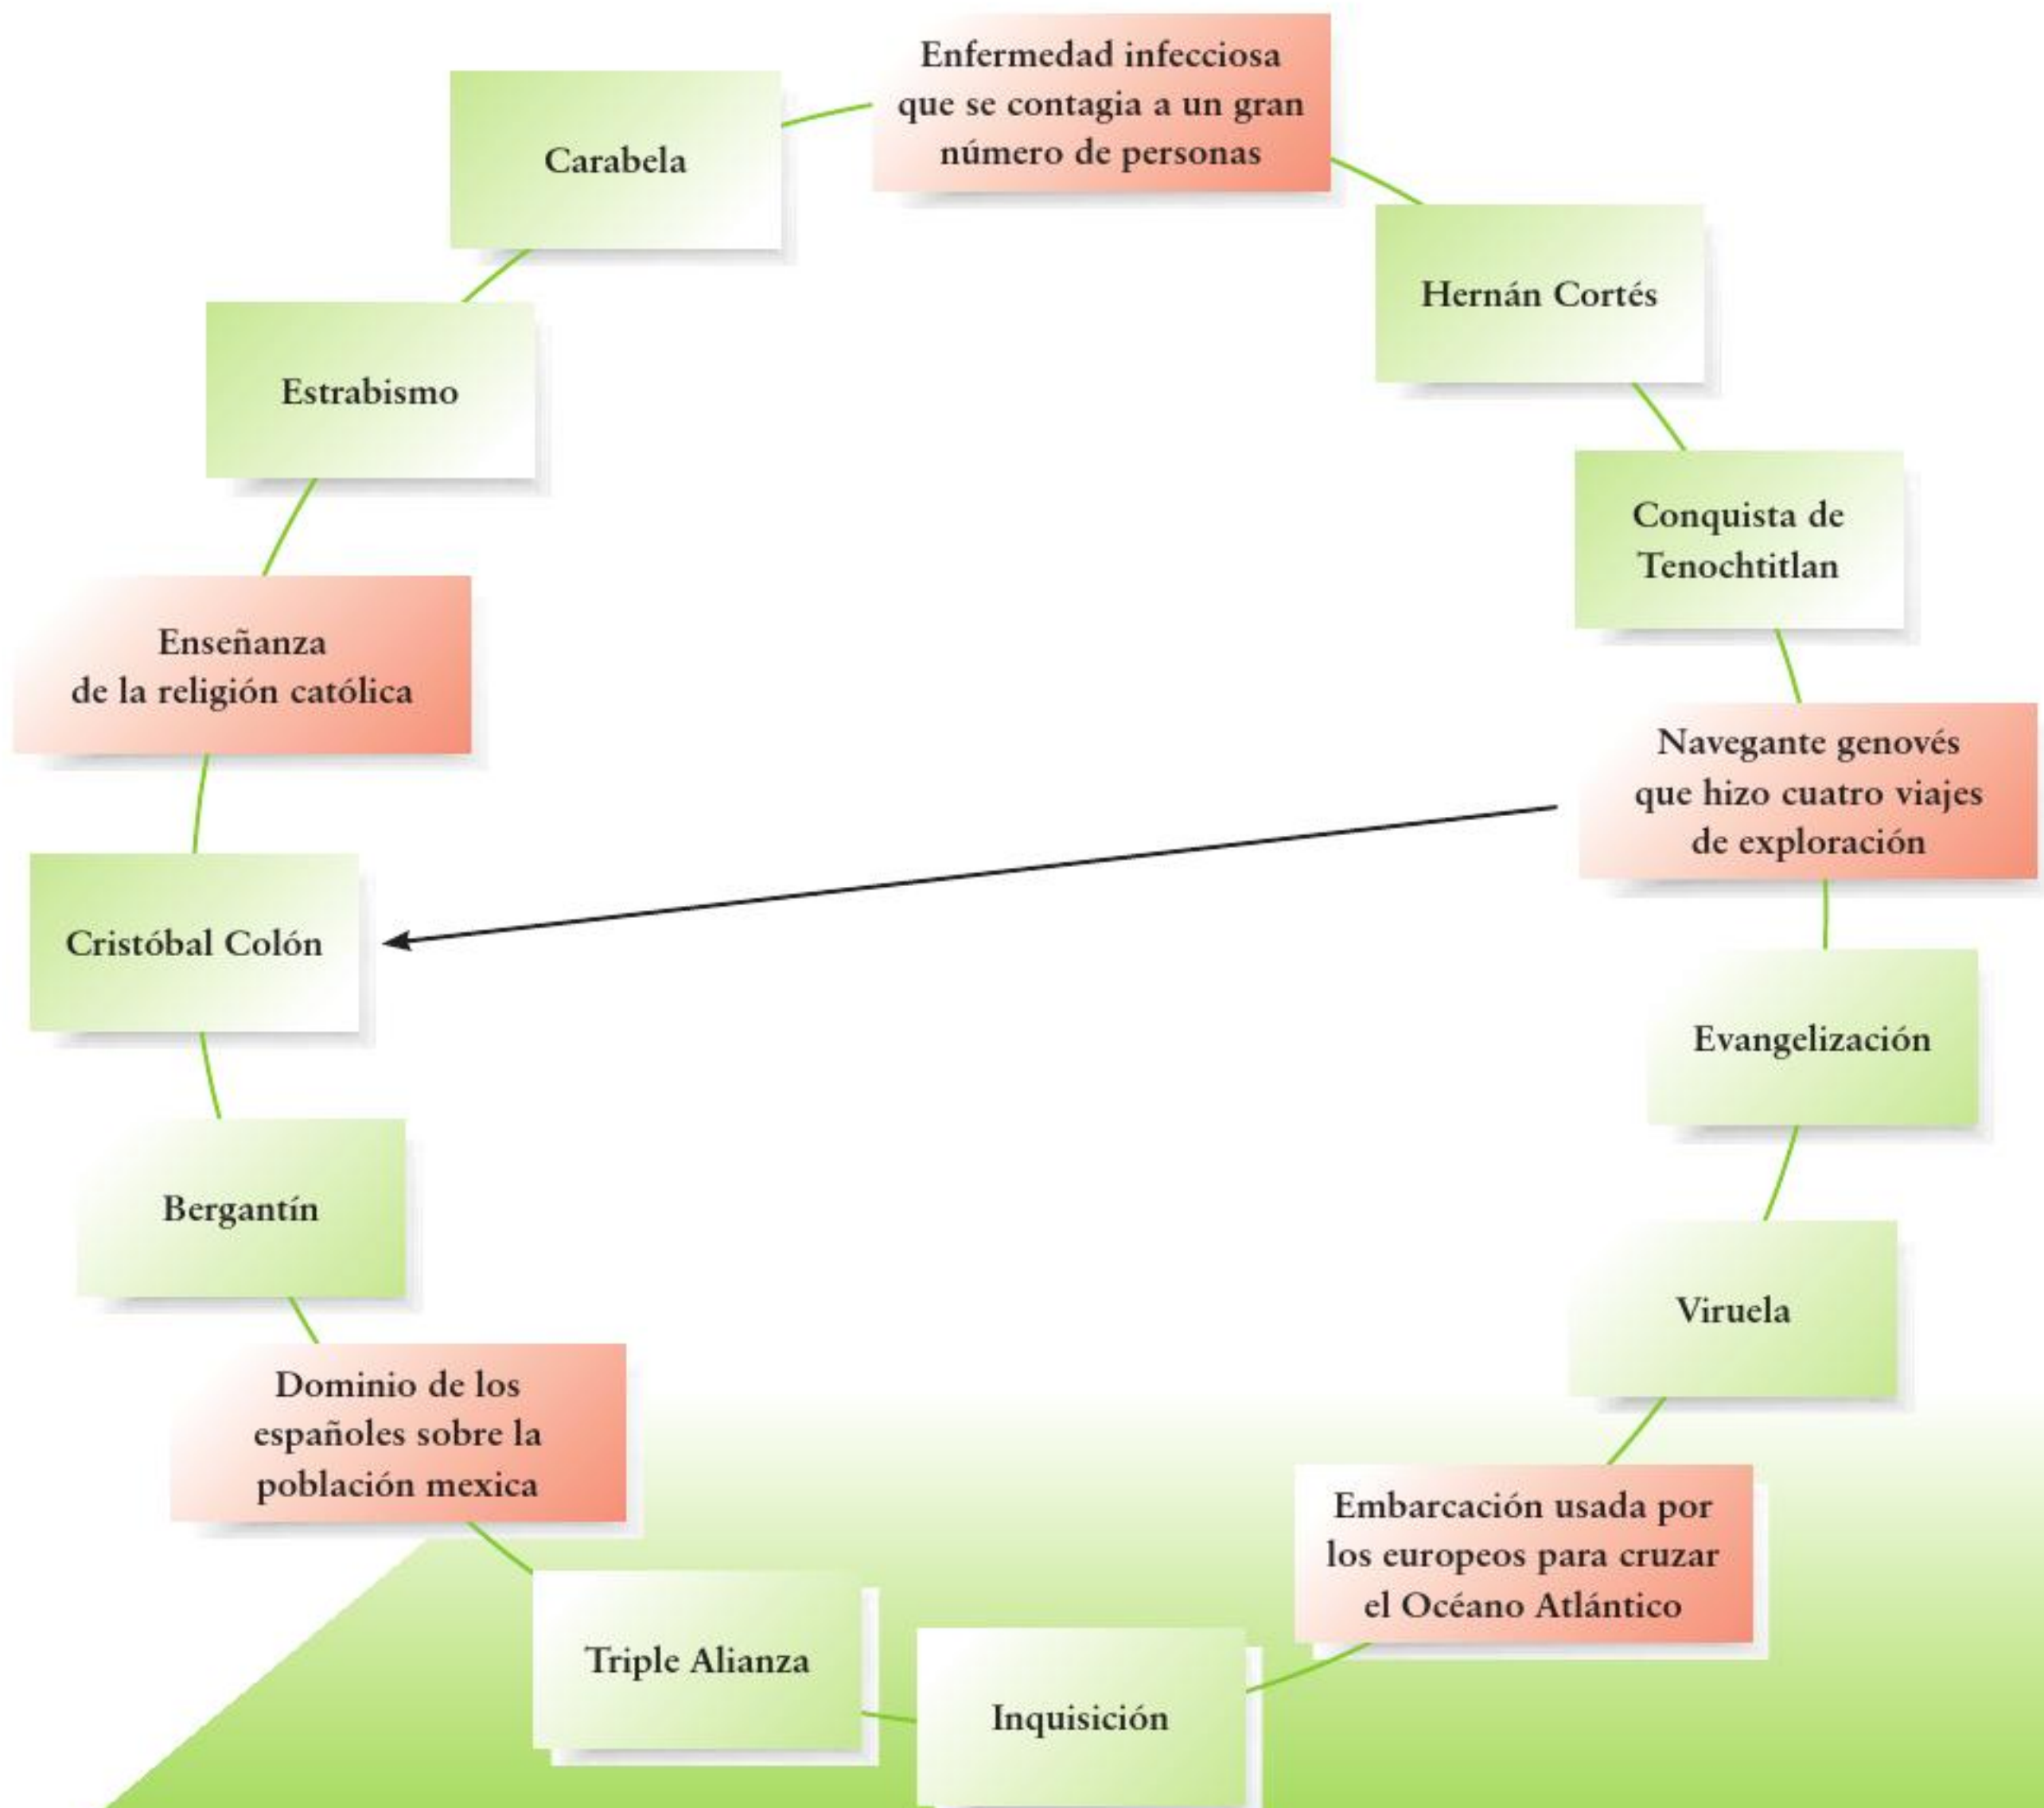 Enfermedad infecciosa
que se contagia a un gran
número de personas
Carabela
Hernán Cortés
Estrabismo
Conquista de
Tenochtitlan
Enseñanza
de la religión católica
Navegante genovés
que hizo cuatro viajes
de exploración
Cristóbal Colón
Evangelización
Bergantín
Viruela
Dominio de los
españoles sobre la
población mexica
Embarcación usada por
los europeos para cruzar
el Océano Atlántico
Triple Alianza
Inquisición